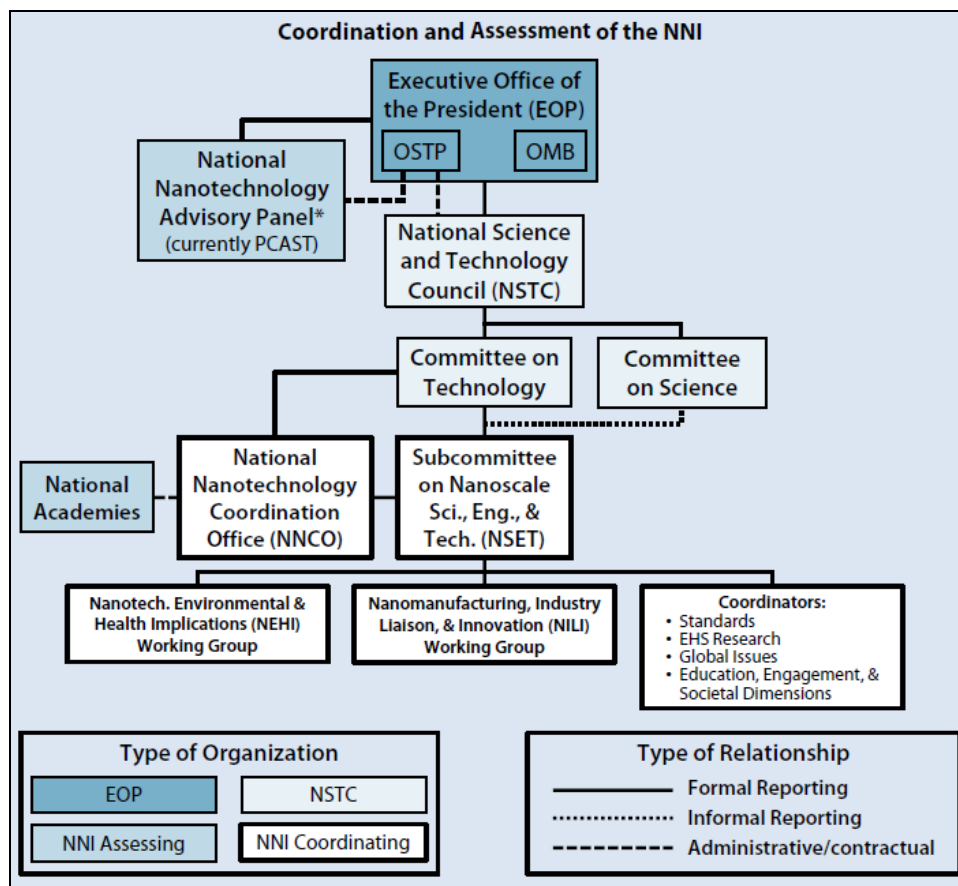 Coordination and Assessment of the NNI
Executive Office of
the President (EOP)
OSTP
OMB
National
Nanotechnology
Advisory Panel*
(currently PCAST)
National Science
and Technology
Council (NSTC)
Committee on
Technology
Committee
on Science
National
Academies
National
Nanotechnology
Coordination
Office (NNCO)
Subcommittee
on Nanoscale
Sci., Eng., &
Tech. (NSET)
Nanotech. Environmental &
Health Implications (NEHI)
Working Group
Nanomanufacturing, Industry
Liaison, & Innovation (NILI)
Working Group
Coordinators:
• Standards
• EHS Research
• Global Issues
• Education, Engagement, &
Societal Dimensions
Type of Organization
EOP
NSTC
NNI Assessing
NNI Coordinating
Type of Relationship
Formal Reporting
Informal Reporting
Administrative/contractual